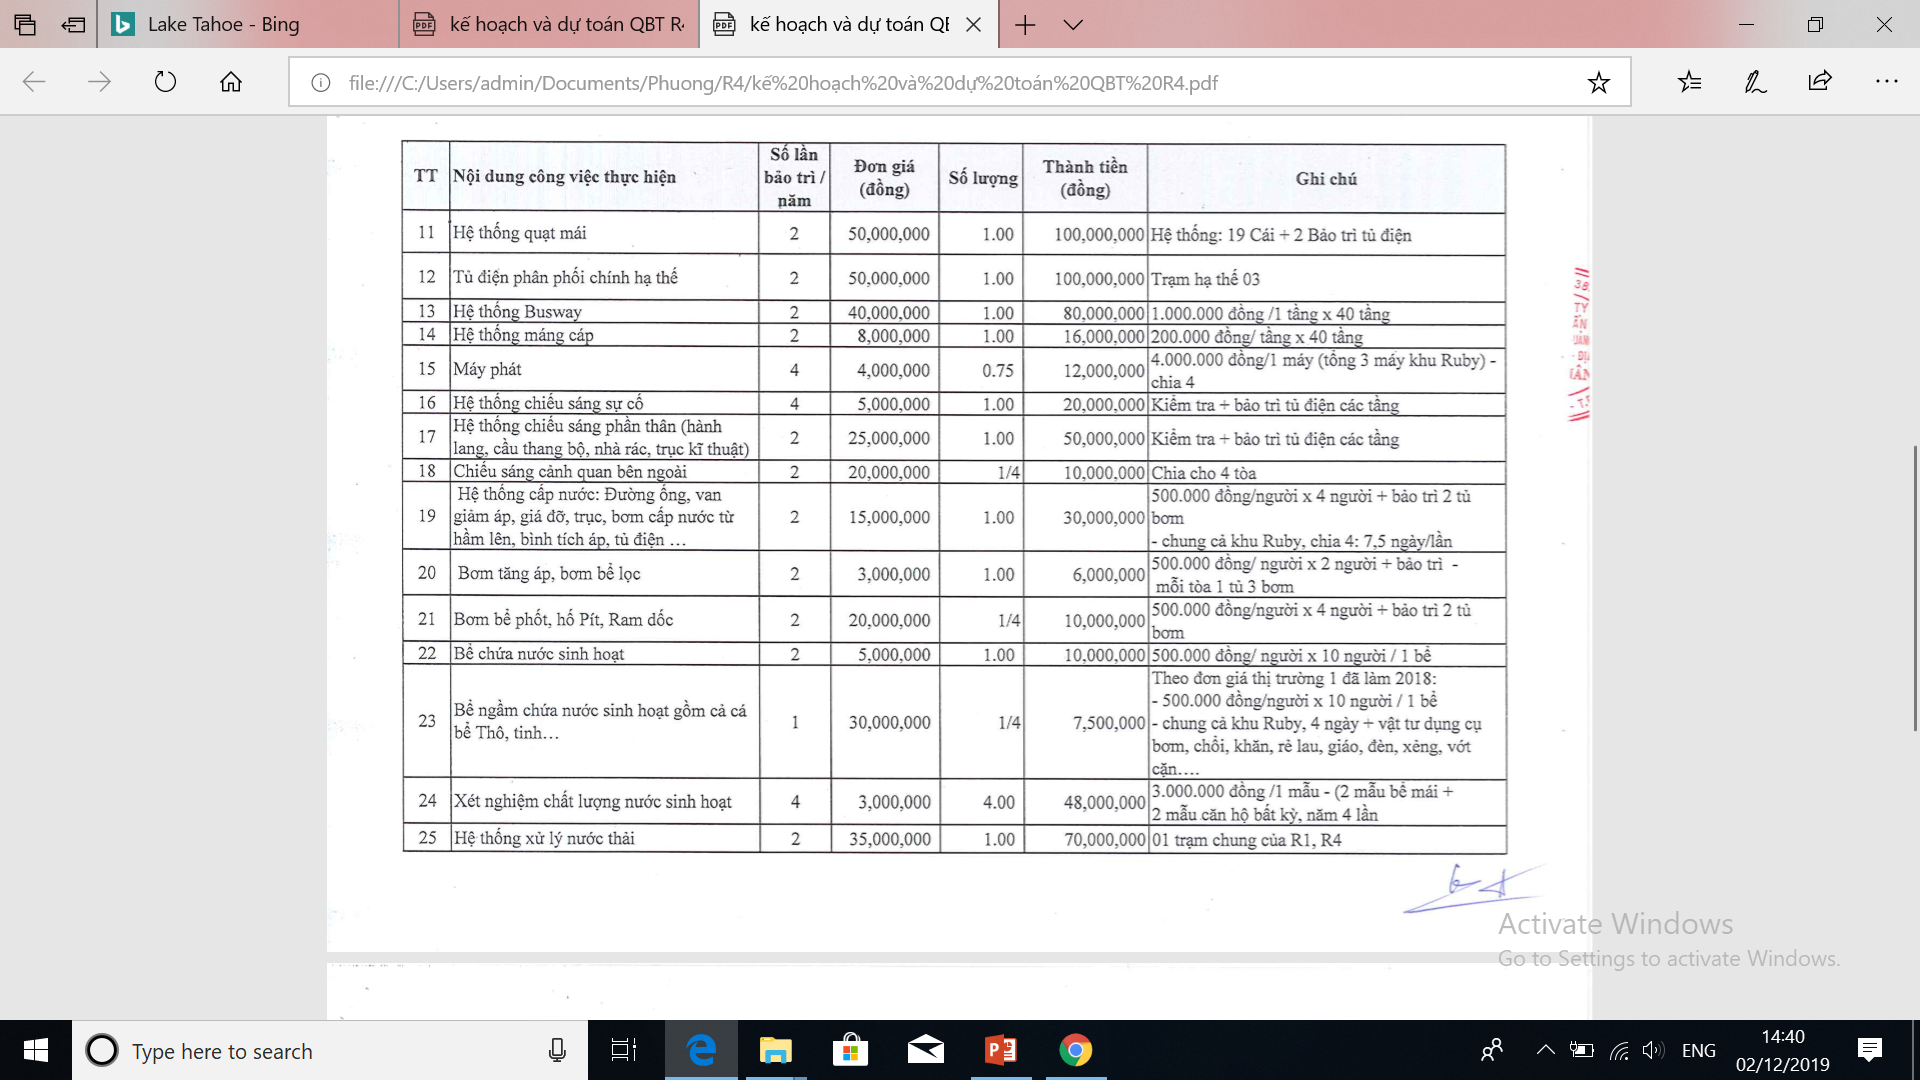 Lake Tahoe - Bing
kế hoạch và dự toán QBT R4
kế hoạch và dự toán QB
file:///C:/Users/admin/Documents/Phuong/R4/kế%20hoạch%20và%20dự%20toán%20QBT%20R4.pdf
TT Nội dung công việc thực hiện Số lần bảo trì / năm Đơn giá (đồng) Số lượng Thành tiền (đồng) Ghi chú
11 Hệ thống quạt mái 2 50,000,000 1.00 100,000,000 Hệ thống: 19 Cái + 2 Bảo trì tủ điện
12 Tủ điện phân phối chính hạ thế 2 50,000,000 1.00 100,000,000 Trạm hạ thế 03
13 Hệ thống Busway 2 40,000,000 1.00 80,000,000 1.000.000 đồng /1 tầng x 40 tầng
14 Hệ thống máng cáp 2 8,000,000 1.00 16,000,000 200.000 đồng/ tầng x 40 tầng
15 Máy phát 4 4,000,000 0.75 12,000,000 4.000.000 đồng/1 máy (tổng 3 máy khu Ruby) -
chia 4
16 Hệ thống chiếu sáng sự cố 4 5,000,000 1.00 20,000,000 Kiểm tra + bảo trì tủ điện các tầng
17 Hệ thống chiếu sáng phần thân (hành
lang, cầu thang bộ, nhà rác, trục kĩ thuật) 2 25,000,000 1.00 50,000,000 Kiểm tra + bảo trì tủ điện các tầng
18 Chiếu sáng cảnh quan bên ngoài 2 20,000,000 1/4 10,000,000 Chia cho 4 tòa
19 Hệ thống cấp nước: Đường ống, van
giảm áp, giá đỡ, trục, bơm cấp nước từ
hầm lên, bình tích áp, tủ điện … 2 15,000,000 1.00 30,000,000 500.000 đồng/người x 4 người + bảo trì 2 tủ
bơm
- chung cả khu Ruby, chia 4: 7,5 ngày/lần
20 Bơm tăng áp, bơm bể lọc 2 3,000,000 1.00 6,000,000 500.000 đồng/ người x 2 người + bảo trì -
mỗi tòa 1 tủ 3 bơm
21 Bơm bể phốt, hố Pít, Ram dốc 2 20,000,000 1/4 10,000,000 500.000 đồng/người x 4 người + bảo trì 2 tủ
bơm
22 Bể chứa nước sinh hoạt 2 5,000,000 1.00 10,000,000 500.000 đồng/ người x 10 người / 1 bể
23 Bể ngầm chứa nước sinh hoạt gồm cả cá
bể Thô, tinh… 1 30,000,000 1/4 7,500,000 Theo đơn giá thị trường 1 đã làm 2018:
- 500.000 đồng/người x 10 người / 1 bể
- chung cả khu Ruby, 4 ngày + vật tư dụng cụ
bơm, chổi, khăn, rẻ lau, giáo, đèn, xẻng, vớt
cặn….
24 Xét nghiệm chất lượng nước sinh hoạt 4 3,000,000 4.00 48,000,000 3.000.000 đồng /1 mẫu - (2 mẫu bể mái +
2 mẫu căn hộ bất kỳ, năm 4 lần
25 Hệ thống xử lý nước thải 2 35,000,000 1.00 70,000,000 01 trạm chung của R1, R4
Activate Windows
Go to Settings to activate Windows.
Type here to search
ENG
14:40
02/12/2019